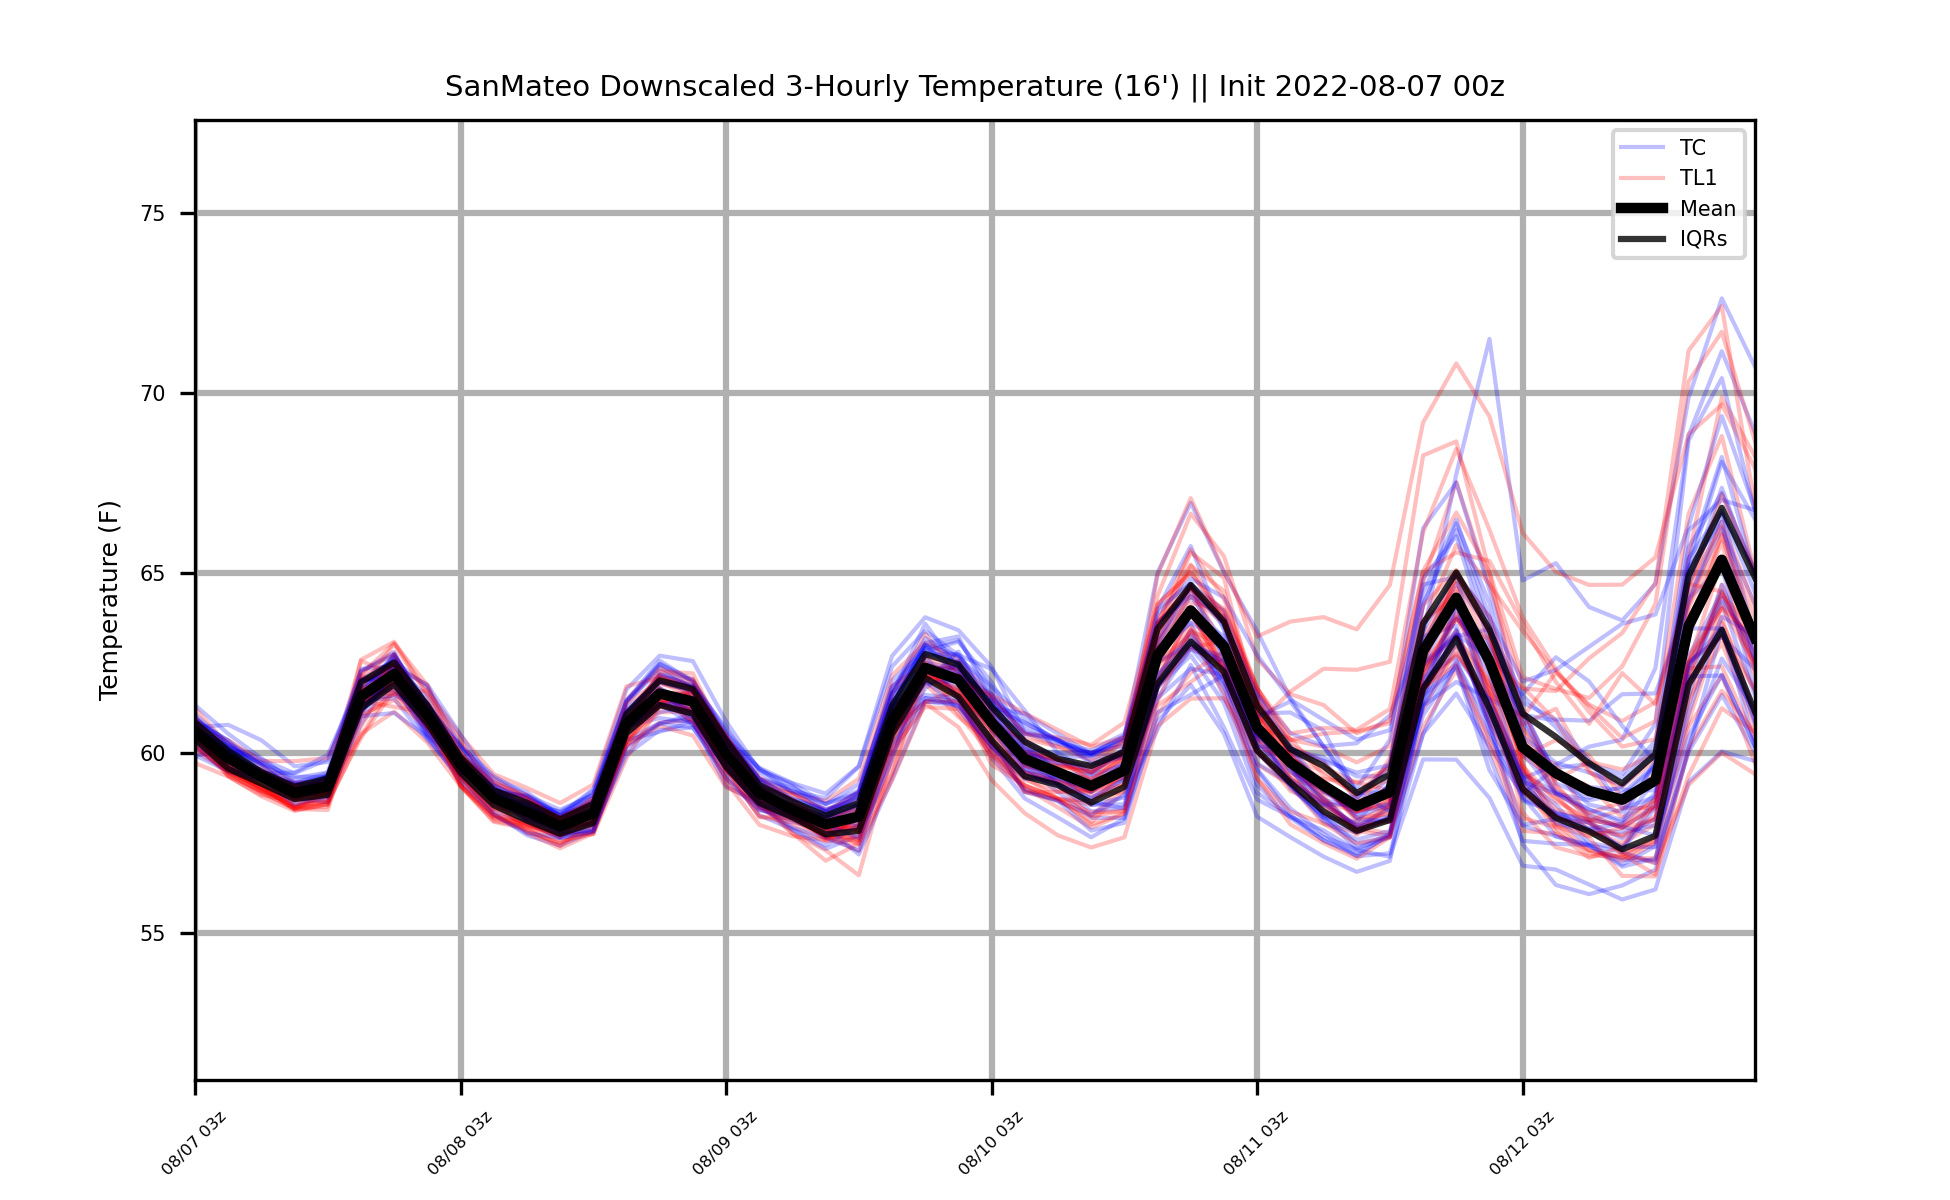 SanMateo Downscaled 3-Hourly Temperature (16') || Init 2022-08-07 00z
TC
TL1
Mean
IQRs
Temperature (F)
75
70
65
60
55
08/07 03z
08/08 03z
08/09 03z
08/10 03z
08/11 03z
08/12 03z